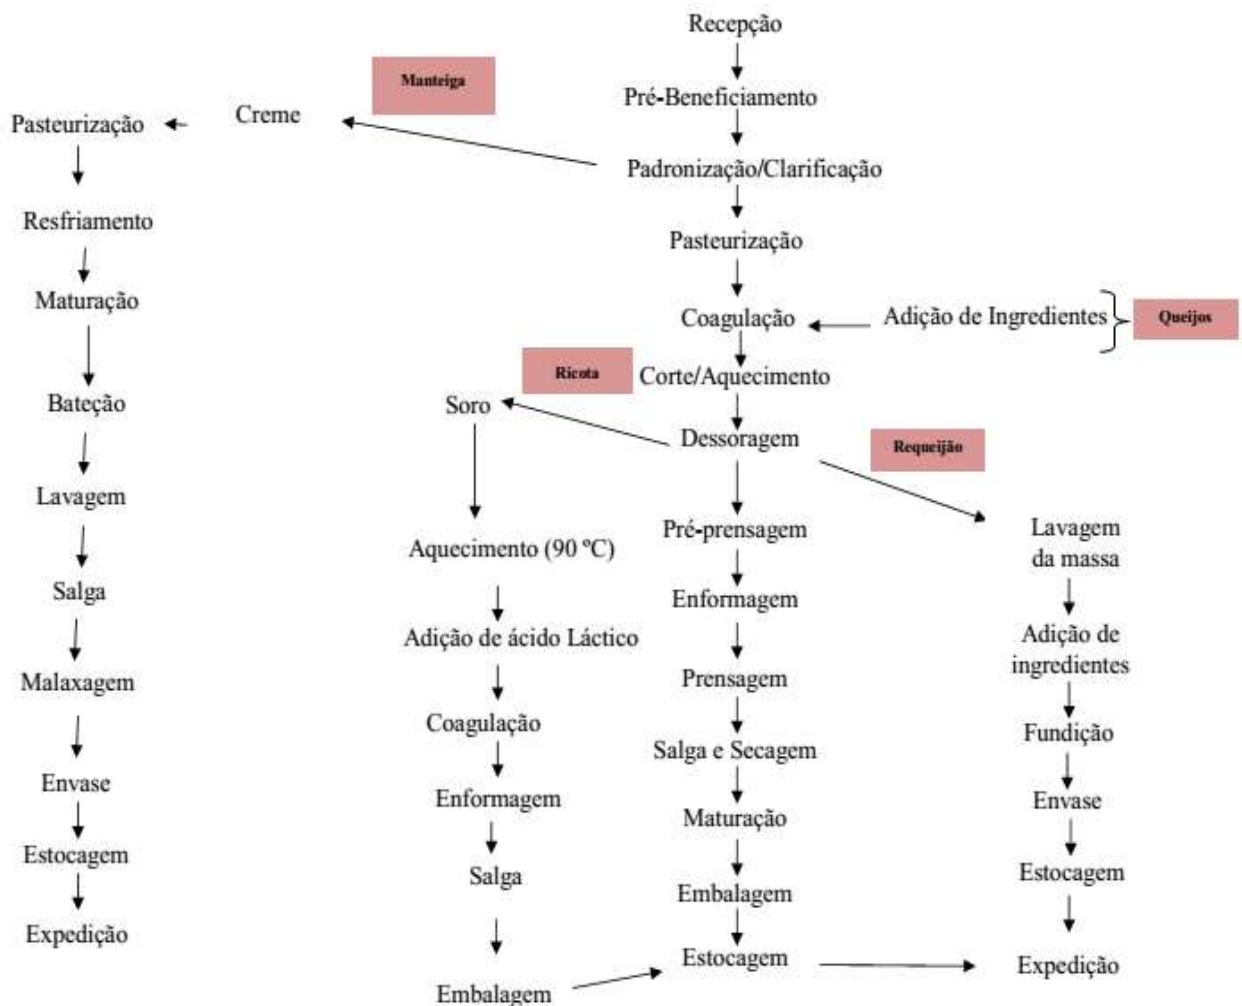 Recepção
Manteiga
Pré-Beneficiamento
Creme
Pasteurização
Padronização/Clarificação
Resfriamento
Pasteurização
Maturação
Coagulação
Adição de Ingredientes
Queijos
Ricota
Corte/Aquecimento
Bateção
Soro
Dessoragem
Requeijão
Lavagem
Pré-prensagem
Lavagem
da massa
Aquecimento (90 ºC)
Salga
Enformagem
Adição de ácido Láctico
Adição de
ingredientes
Malaxagem
Prensagem
Coagulação
Fundição
Salga e Secagem
Envase
Enformagem
Envase
Maturação
Estocagem
Salga
Estocagem
Embalagem
Expedição
Estocagem
Expedição
Embalagem